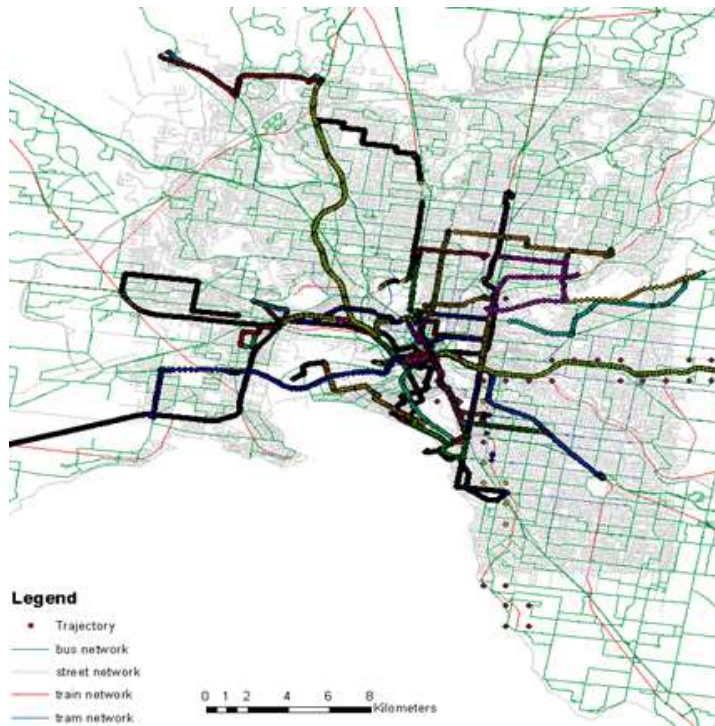 Legend
Trajectory
bus network
street network
train network
tram network
0 1 2 4 6 8
Kilometers